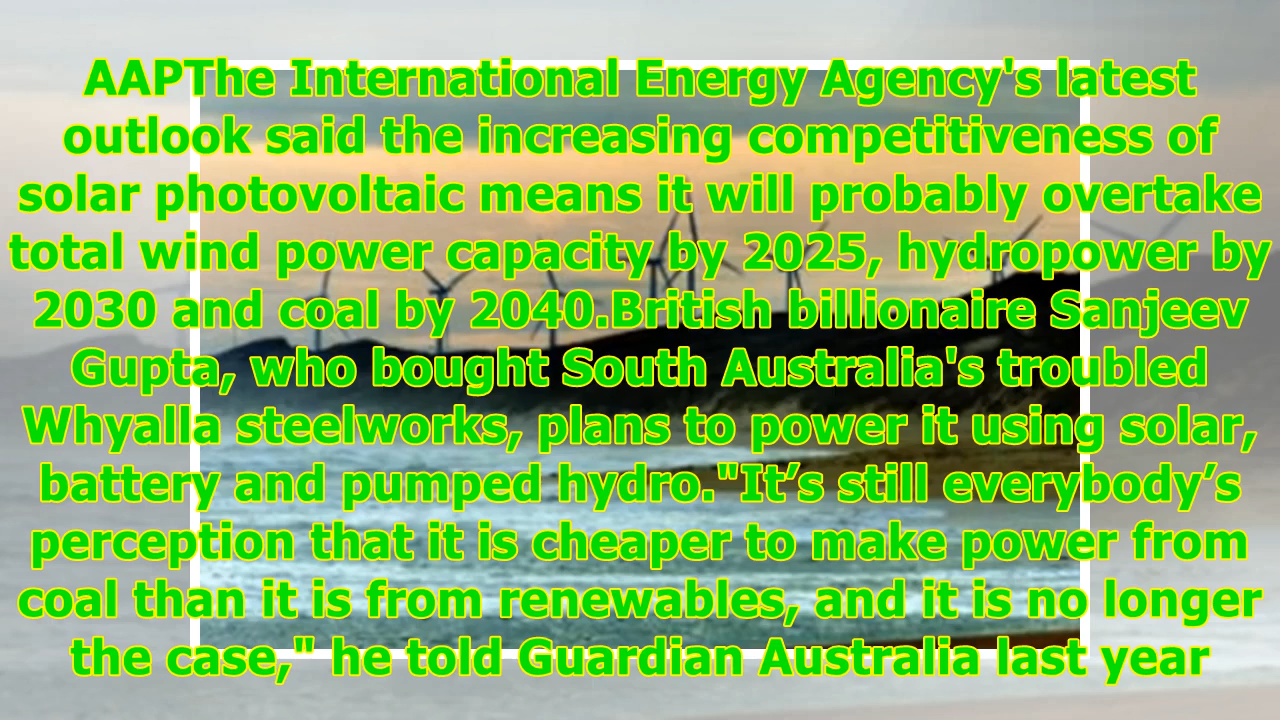 AAPThe International Energy Agency's latest
outlook said the increasing competitiveness of
solar photovoltaic means it will probably overtake
total wind power capacity by 2025, hydropower by
2030 and coal by 2040.British billionaire Sanjeev
Gupta, who bought South Australia's troubled
Whyalla steelworks, plans to power it using solar,
battery and pumped hydro."It’s still everybody’s
perception that it is cheaper to make power from
coal than it is from renewables, and it is no longer
the case," he told Guardian Australia last year